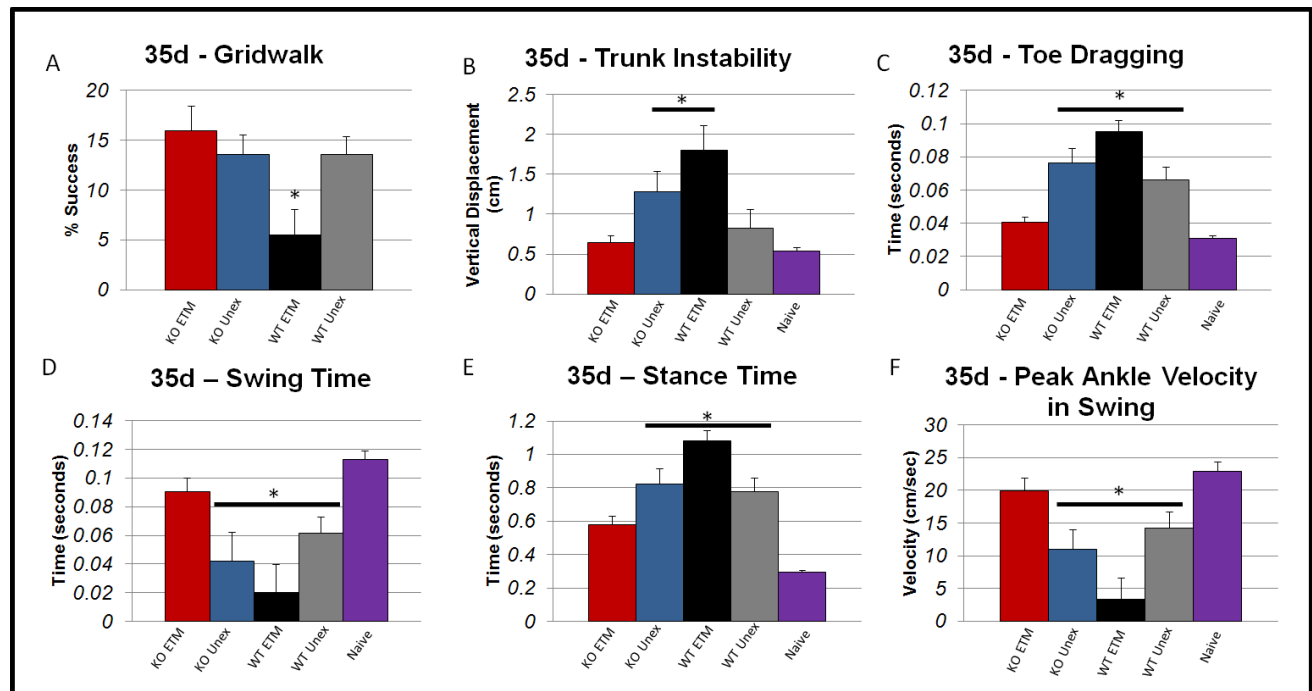 A
35d - Gridwalk
% Success
20
15
10
5
0
*
KO ETM
KO Unex
WT ETM
WT Unex
B
35d - Trunk Instability
Vertical Displacement
(cm)
2.5
2
1.5
1
0.5
0
*
KO ETM
KO Unex
WT ETM
WT Unex
Naive
C
35d - Toe Dragging
Time (seconds)
0.12
0.1
0.08
0.06
0.04
0.02
0
*
KO ETM
KO Unex
WT ETM
WT Unex
Naive
D
35d – Swing Time
Time (seconds)
0.14
0.12
0.1
0.08
0.06
0.04
0.02
0
*
KO ETM
KO Unex
WT ETM
WT Unex
Naive
E
35d – Stance Time
Time (seconds)
1.2
1
0.8
0.6
0.4
0.2
0
*
KO ETM
KO Unex
WT ETM
WT Unex
Naive
F
35d - Peak Ankle Velocity
in Swing
Velocity (cm/sec)
30
25
20
15
10
5
0
*
KO ETM
KO Unex
WT ETM
WT Unex
Naive